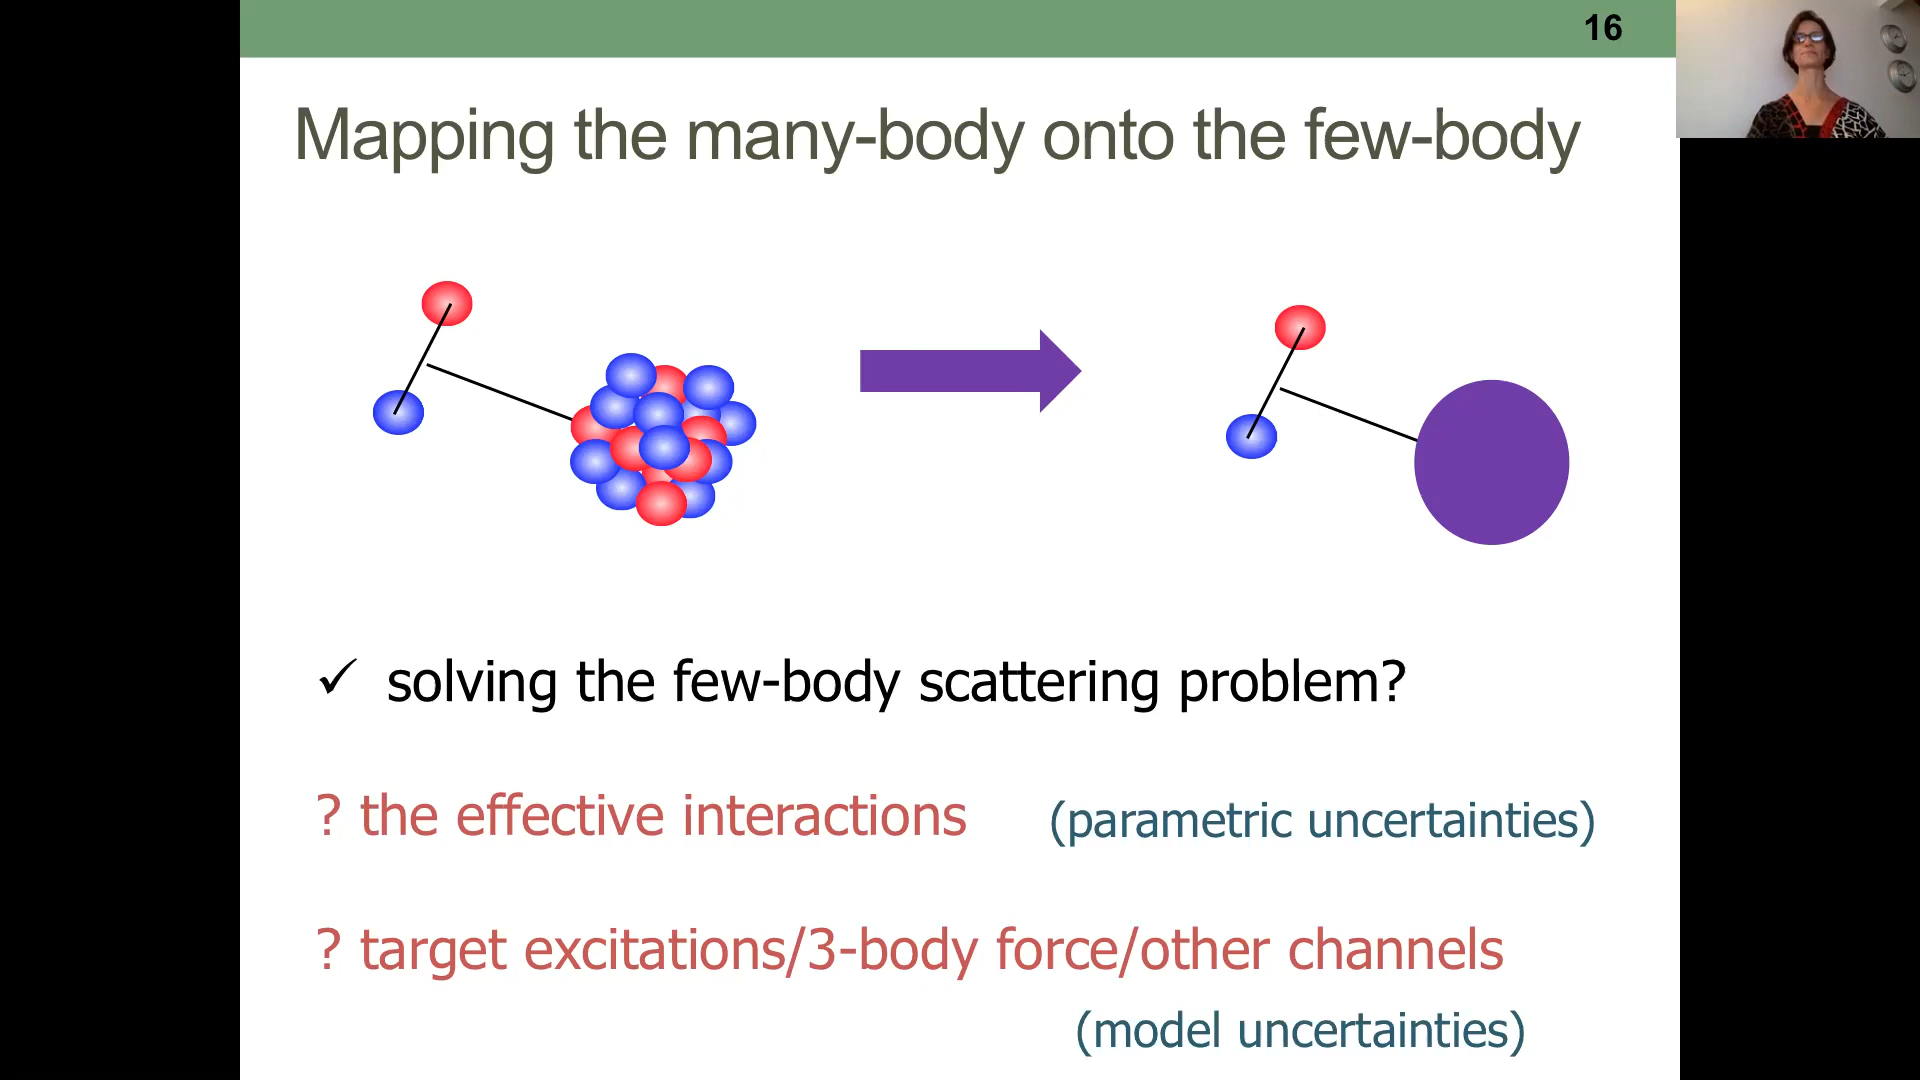 16
Mapping the many-body onto the few-body
✓ solving the few-body scattering problem?
? the effective interactions (parametric uncertainties)
? target excitations/3-body force/other channels
(model uncertainties)